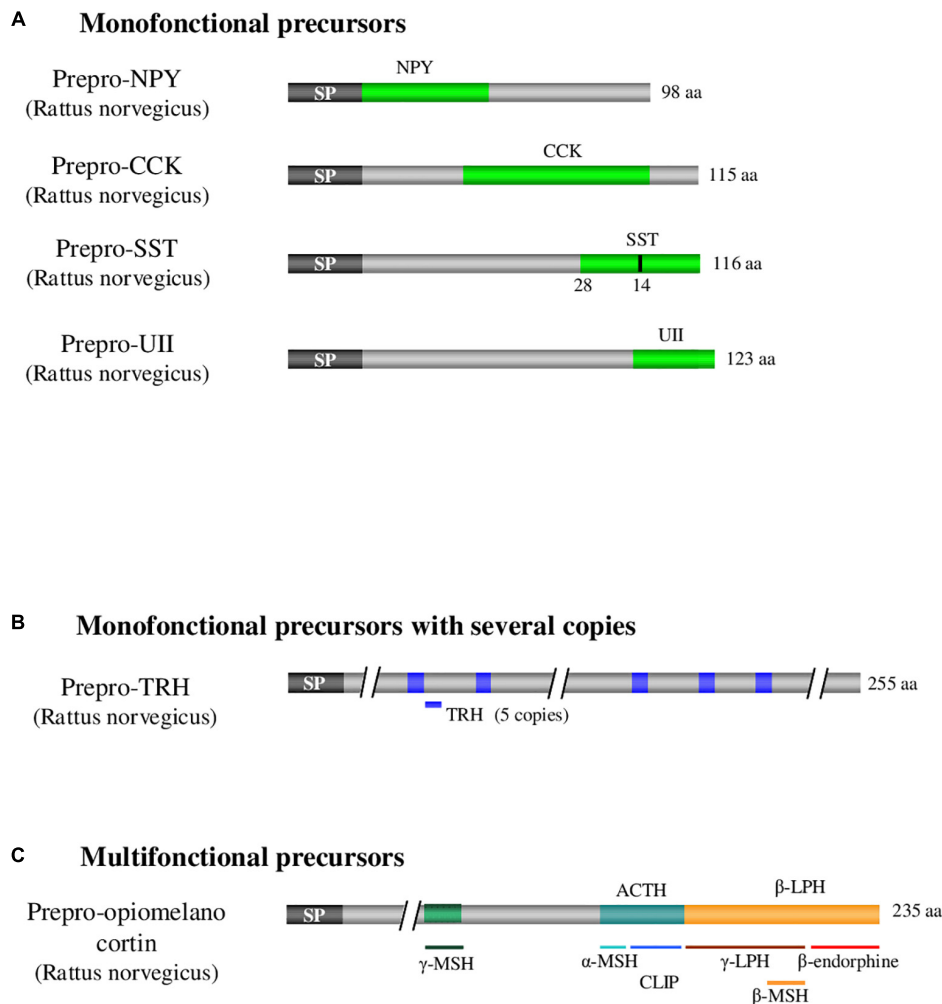 A Monofonctional precursors
Prepro-NPY
(Rattus norvegicus)
NPY
SP
98 aa
Prepro-CCK
(Rattus norvegicus)
CCK
SP
115 aa
Prepro-SST
(Rattus norvegicus)
SST
SP
28
14
116 aa
Prepro-UII
(Rattus norvegicus)
UII
SP
123 aa
B Monofonctional precursors with several copies
Prepro-TRH
(Rattus norvegicus)
SP
255 aa
TRH (5 copies)
C Multifonctional precursors
Prepro-opiomelano
cortin
(Rattus norvegicus)
ACTH
β-LPH
SP
235 aa
γ-MSH
α-MSH
CLIP
γ-LPH
β-endorphine
β-MSH